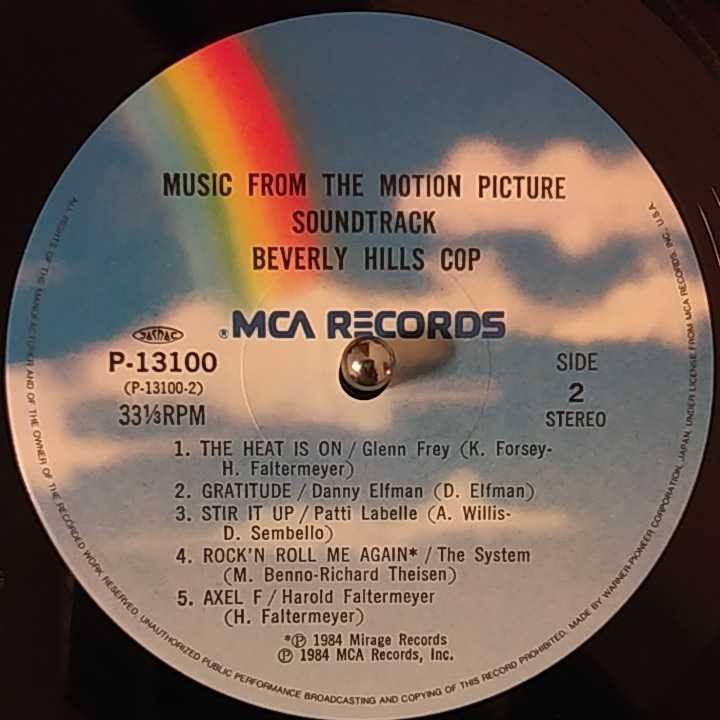 MUSIC FROM THE MOTION PICTURE
SOUNDTRACK
BEVERLY HILLS COP
® MCA RECORDS
JASRAC
P-13100
(P-13100-2)
33⅓RPM
SIDE
2
STEREO
1. THE HEAT IS ON / Glenn Frey (K. Forsey-
H. Faltermeyer)
2. GRATITUDE / Danny Elfman (D. Elfman)
3. STIR IT UP / Patti Labelle (A. Willis-
D. Sembello)
4. ROCK'N ROLL ME AGAIN* / The System
(M. Benno-Richard Theisen)
5. AXEL F / Harold Faltermeyer
(H. Faltermeyer)
*Ⓟ 1984 Mirage Records
Ⓟ 1984 MCA Records, Inc.
ALL RIGHTS OF THE MANUFACTURER AND OF THE OWNER OF THE RECORDED WORK RESERVED. UNAUTHORIZED PUBLIC PERFORMANCE BROADCASTING AND COPYING OF THIS RECORD PROHIBITED. MADE BY WARNER-PIONEER CORPORATION, JAPAN, UNDER LICENSE FROM MCA RECORDS, INC., U.S.A.